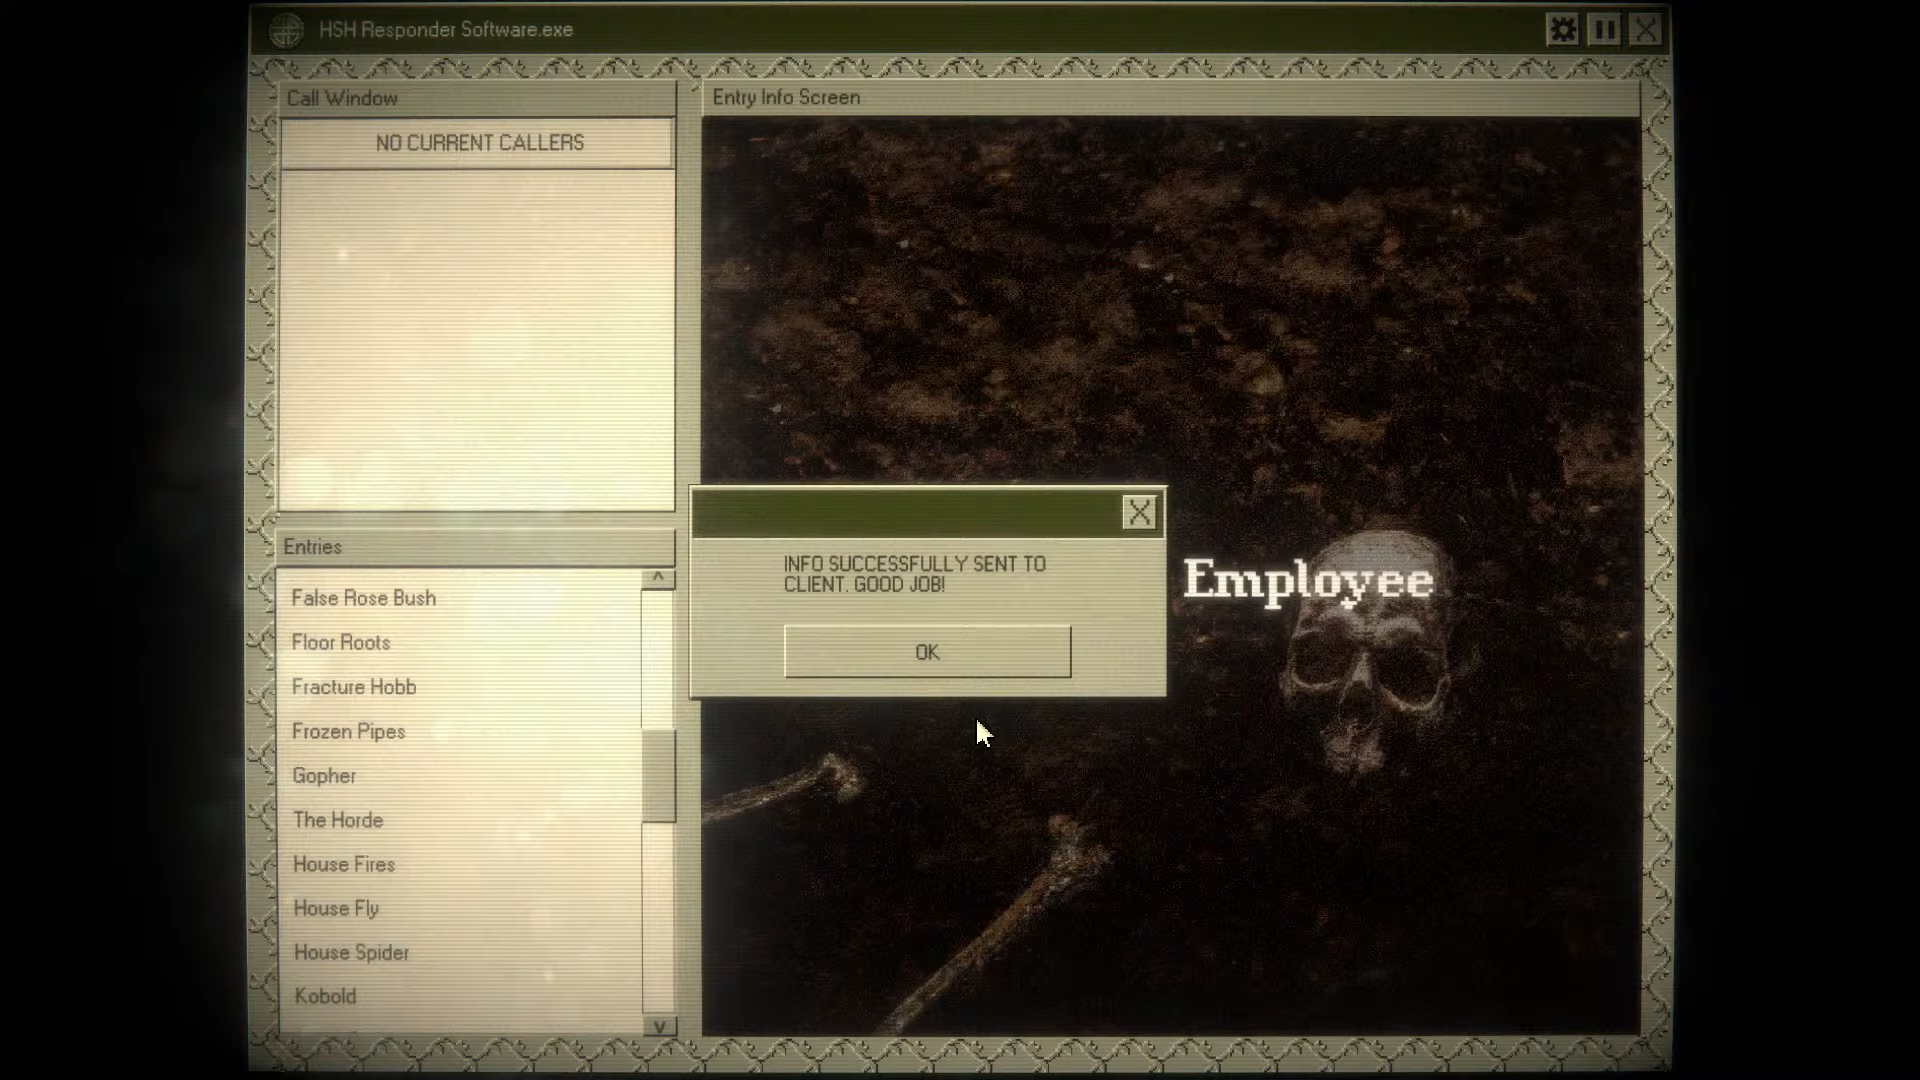 HSH Responder Software.exe
Call Window
NO CURRENT CALLERS
Entries
False Rose Bush
Floor Roots
Fracture Hobb
Frozen Pipes
Gopher
The Horde
House Fires
House Fly
House Spider
Kobold
Entry Info Screen
INFO SUCCESSFULLY SENT TO
CLIENT. GOOD JOB!
OK
Employee